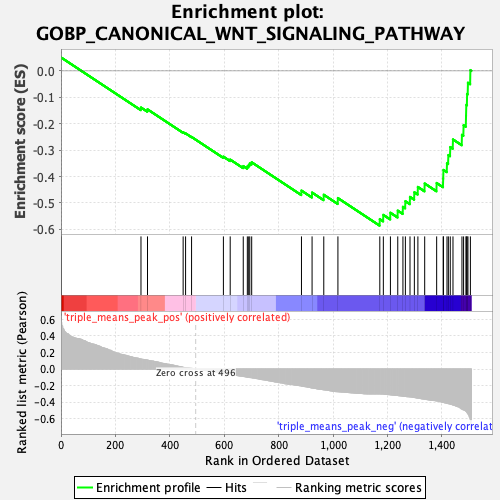 Enrichment plot:
GOBP_CANONICAL_WNT_SIGNALING_PATHWAY
Enrichment score (ES)
0.0
-0.1
-0.2
-0.3
-0.4
-0.5
-0.6
'triple_means_peak_pos' (positively correlated)
Ranked list metric (Pearson)
0.6
0.4
0.2
0.0
-0.2
-0.4
-0.6
Zero cross at 496
'triple_means_peak_neg' (negatively correlat
0
200
400
600
800
1,000
1,200
1,400
Rank in Ordered Dataset
Enrichment profile
Hits
Ranking metric scores